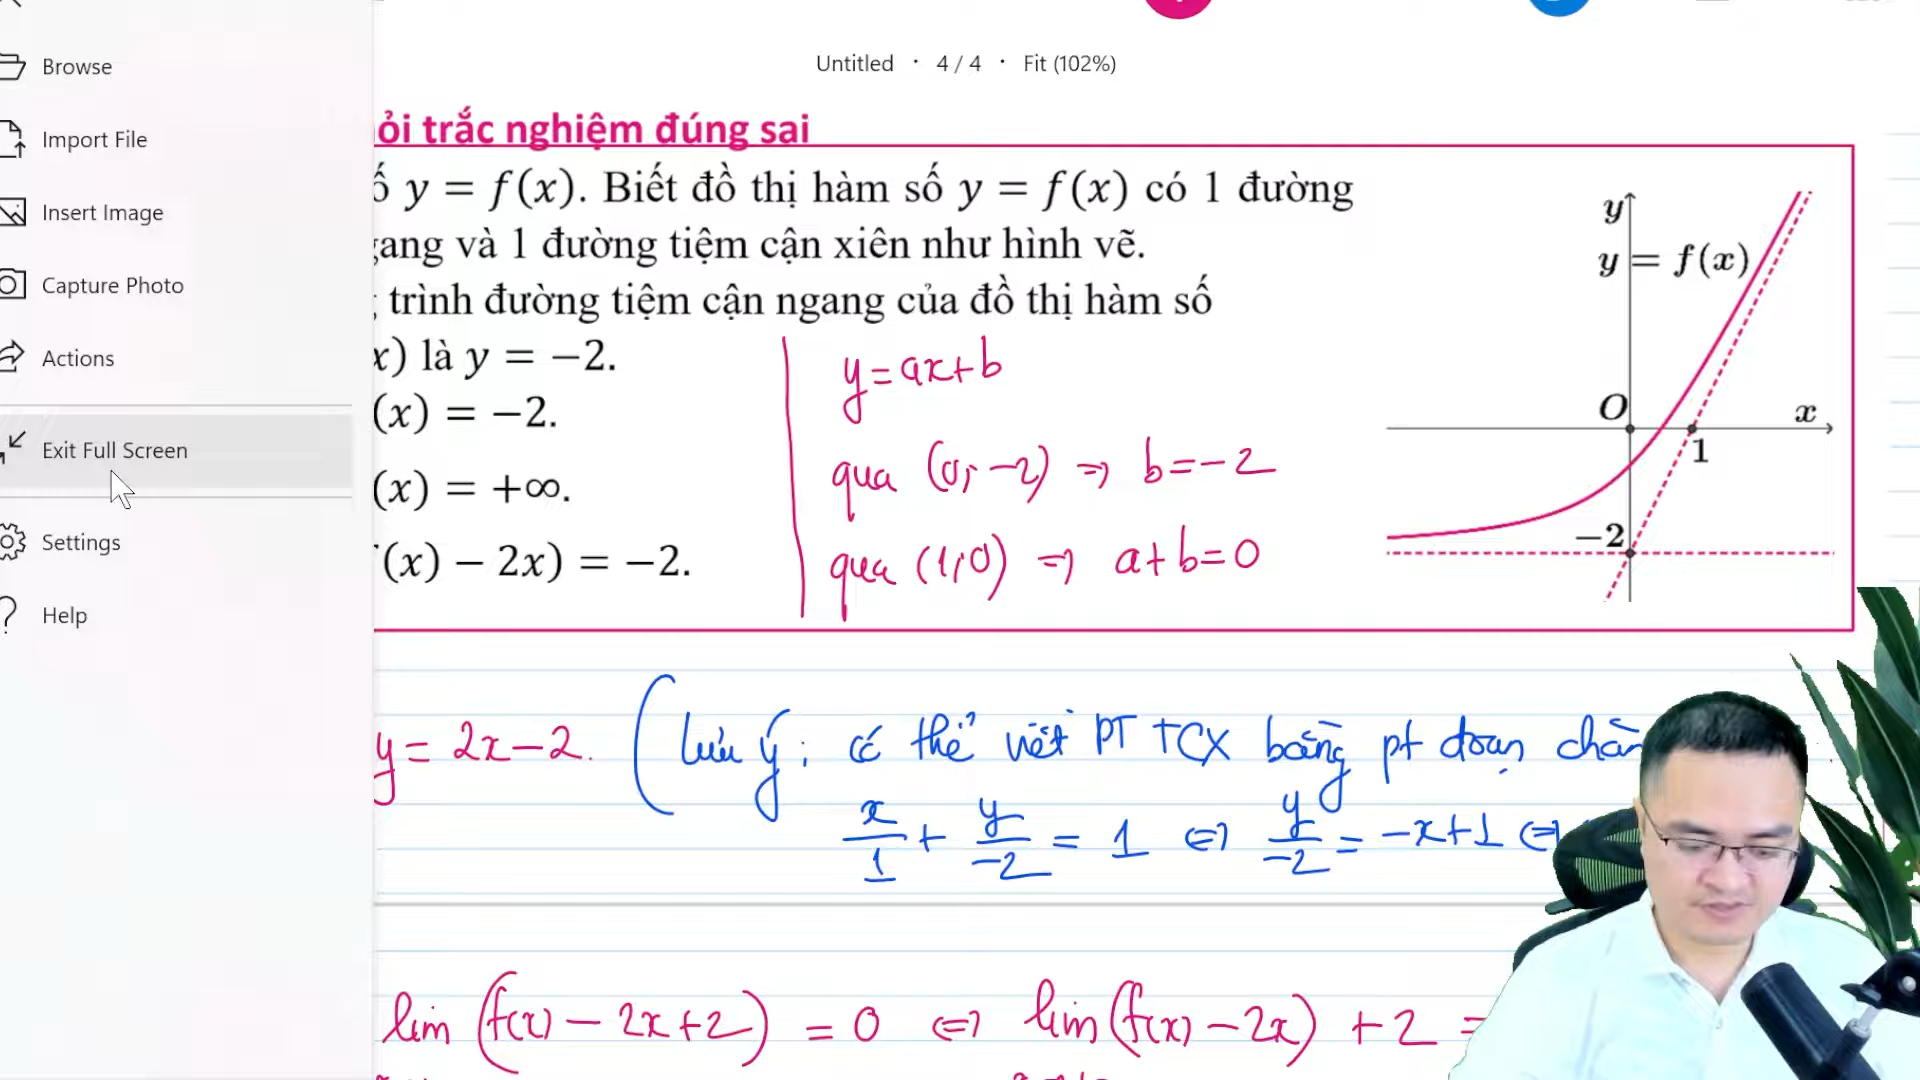 Untitled · 4 / 4 · Fit (102%)
Browse
Import File
Insert Image
Capture Photo
Actions
Exit Full Screen
Settings
Help
ỏi trắc nghiệm đúng sai
ố y = f(x). Biết đồ thị hàm số y = f(x) có 1 đường
gang và 1 đường tiệm cận xiên như hình vẽ.
trình đường tiệm cận ngang của đồ thị hàm số
x) là y = −2.
(x) = −2.
(x) = +∞.
(x) − 2x) = −2.
y = ax+b
qua (0; −2) => b = −2
qua (1;0) => a+b=0
y
y = f(x)
O
x
1
−2
y = 2x−2. (lưu ý: có thể viết PT TCX bằng pt đoạn chắn
x/1 + y/−2 = 1 <=> y/−2 = −x+1 <=>
lim (f(x) − 2x+2) = 0 <=> lim (f(x) − 2x) + 2 =